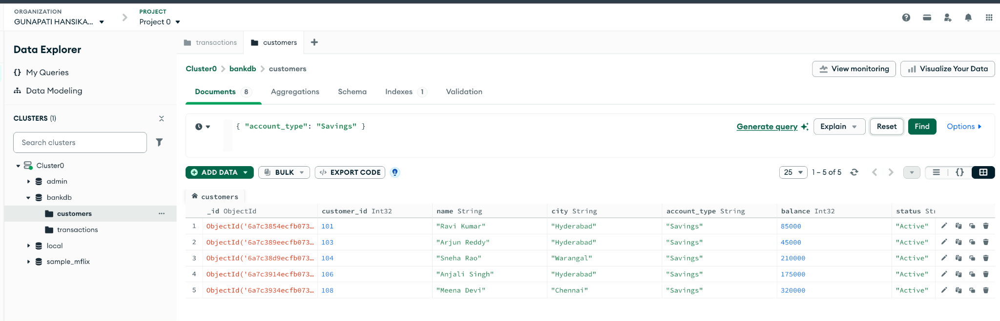 ORGANIZATION
GUNAPATI HANSIKA...
PROJECT
Project 0
Data Explorer
My Queries
Data Modeling
CLUSTERS (1)
Search clusters
Cluster0
admin
bankdb
customers
transactions
local
sample_mflix
transactions
customers
Cluster0 > bankdb > customers
View monitoring
Visualize Your Data
Documents 8
Aggregations
Schema
Indexes 1
Validation
{ "account_type": "Savings" }
Generate query
Explain
Reset
Find
Options
ADD DATA
BULK
EXPORT CODE
25
1 – 5 of 5
customers
_id ObjectId customer_id Int32 name String city String account_type String balance Int32 status Str
1 ObjectId('6a7c3854ecfb073… 101 "Ravi Kumar" "Hyderabad" "Savings" 85000 "Active"
2 ObjectId('6a7c389eecfb073… 103 "Arjun Reddy" "Hyderabad" "Savings" 45000 "Active"
3 ObjectId('6a7c38d9ecfb073… 104 "Sneha Rao" "Warangal" "Savings" 210000 "Active"
4 ObjectId('6a7c3914ecfb073… 106 "Anjali Singh" "Hyderabad" "Savings" 175000 "Active"
5 ObjectId('6a7c3934ecfb073… 108 "Meena Devi" "Chennai" "Savings" 320000 "Active"